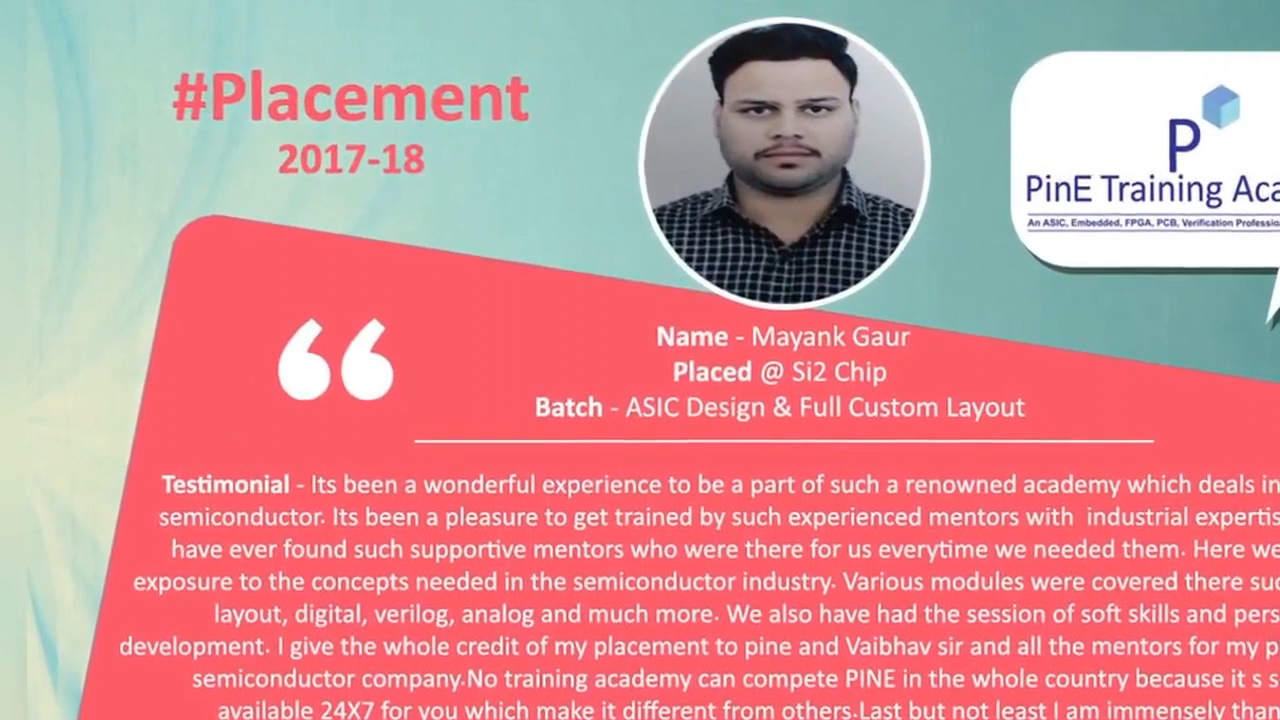 #Placement
2017-18
P
PinE Training
An ASIC, Embedded, FPGA, PCB, Verification
Name - Mayank Gaur
Placed @ Si2 Chip
Batch - ASIC Design & Full Custom Layout
Testimonial - Its been a wonderful experience to be a part of such a renowned academy which deals in
semiconductor. Its been a pleasure to get trained by such experienced mentors with industrial
have ever found such supportive mentors who were there for us everytime we needed them. Here we
exposure to the concepts needed in the semiconductor industry. Various modules were covered there
layout, digital, verilog, analog and much more. We also have had the session of soft skills and
development. I give the whole credit of my placement to pine and Vaibhav sir and all the mentors for my
semiconductor company.No training academy can compete PINE in the whole country because it s
available 24X7 for you which make it different from others.Last but not least I am immensely